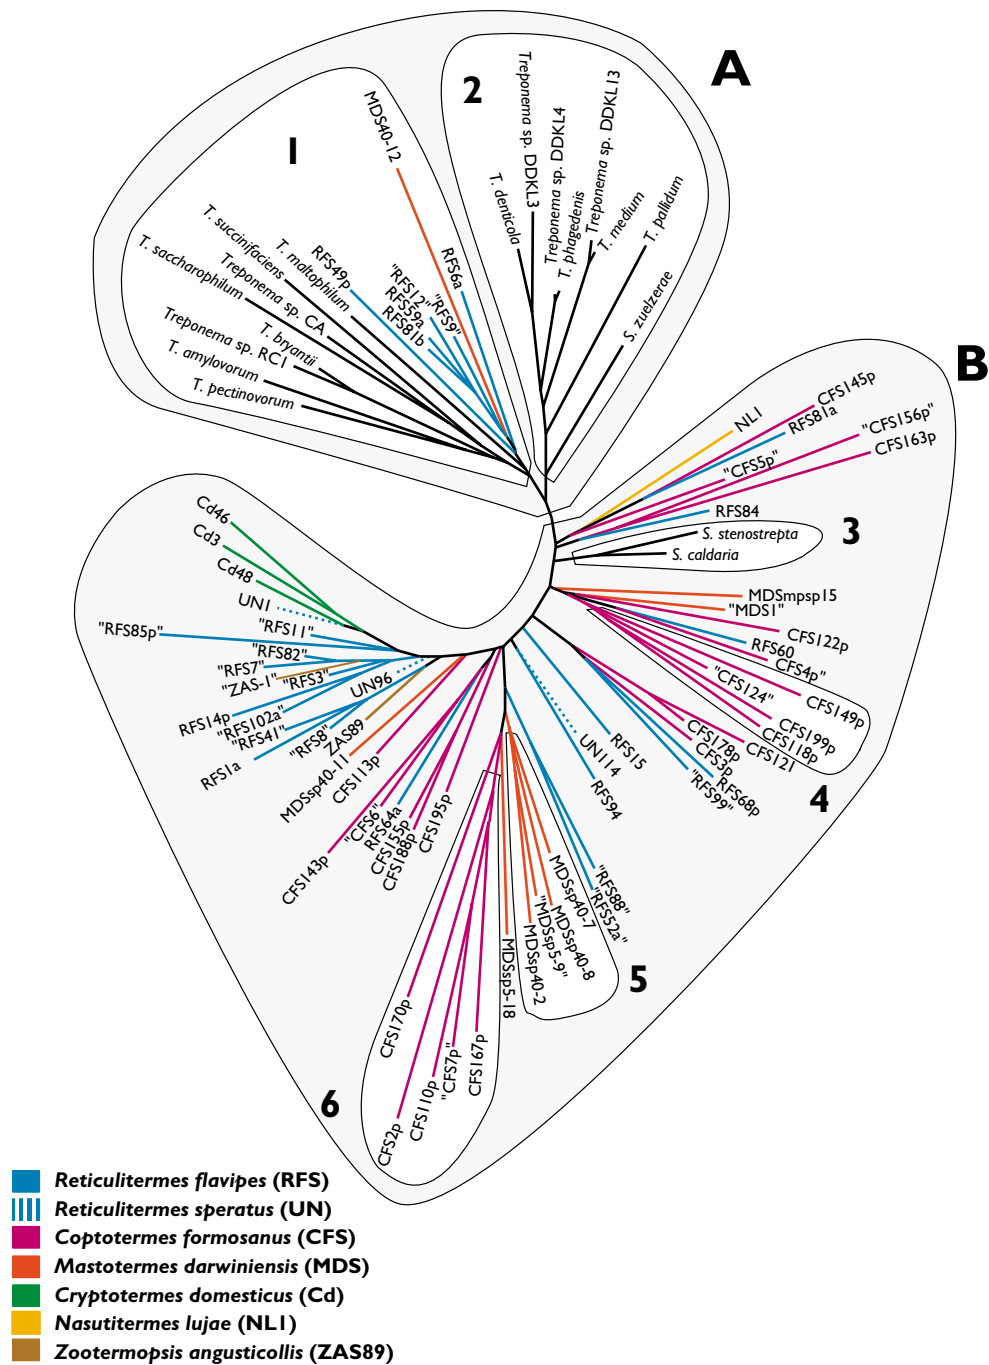 A
2
1
MDS40-12
Treponema sp. DDKL3
Treponema sp. DDKL4
Treponema sp. DDKL13
T. denticola
T. phagedenis
T. medium
T. pallidum
S. zuelzerae
T. succinifaciens
T. maltophilum
T. saccharophilum
Treponema sp. CA
RFS49p
RFS6a
"RFS12"
"RFS9"
RFS59a
RFS81b
Treponema sp. RC1
T. bryantii
T. amylovorum
T. pectinovorum
B
CFS145p
NL1
RFS81a
"CFS156p"
CFS163p
"CFS5p"
RFS84
S. stenostrepta
S. caldaria
3
MDSmpsp15
"MDS1"
CFS122p
RFS60
CFS4p"
"CFS124"
CFS149p
CFS199p
CFS118p
4
CFS178p
CFS3p
CFS121
RFS68p
"RFS99"
RFS15
UN114
RFS94
"RFS88"
"RFS52a"
MDSsp40-7
MDSsp40-8
"MDSsp5-9"
MDSsp40-2
MDSsp5-18
5
Cd46
Cd3
Cd48
UN1
"RFS11"
"RFS85p"
"RFS82"
"RFS7"
"ZAS-1"
"RFS3"
UN96
RFS14p
"RFS102a"
"RFS41"
"RFS8"
RFS1a
ZAS89
MDSsp40-11
CFS113p
"CFS6"
CFS143p
RFS64a
CFS155p
CFS188p
CFS195p
CFS170p
CFS167p
"CFS7p"
CFS110p
CFS2p
6
Reticulitermes flavipes (RFS)
Reticulitermes speratus (UN)
Coptotermes formosanus (CFS)
Mastotermes darwiniensis (MDS)
Cryptotermes domesticus (Cd)
Nasutitermes lujae (NL1)
Zootermopsis angusticollis (ZAS89)